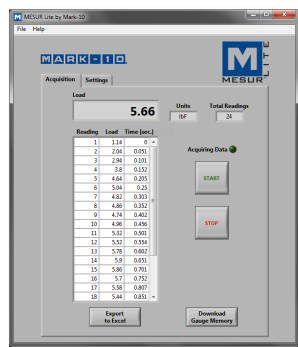 MESUR Lite by Mark-10
File Help
MARK-10
M
MESUR
LITE
Acquisition Settings
Load
5.66
Units Total Readings
lbF 24
Reading Load Time [sec.]
1 1.14 0
2 2.04 0.051
3 2.94 0.101
4 3.8 0.152
5 4.64 0.205
6 5.04 0.25
7 4.82 0.303
8 4.86 0.352
9 4.74 0.402
10 4.96 0.456
11 5.32 0.501
12 5.52 0.554
13 5.78 0.602
14 5.9 0.651
15 5.86 0.701
16 5.7 0.752
17 5.58 0.807
18 5.44 0.851
Acquiring Data
START
STOP
Export
to Excel
Download
Gauge Memory